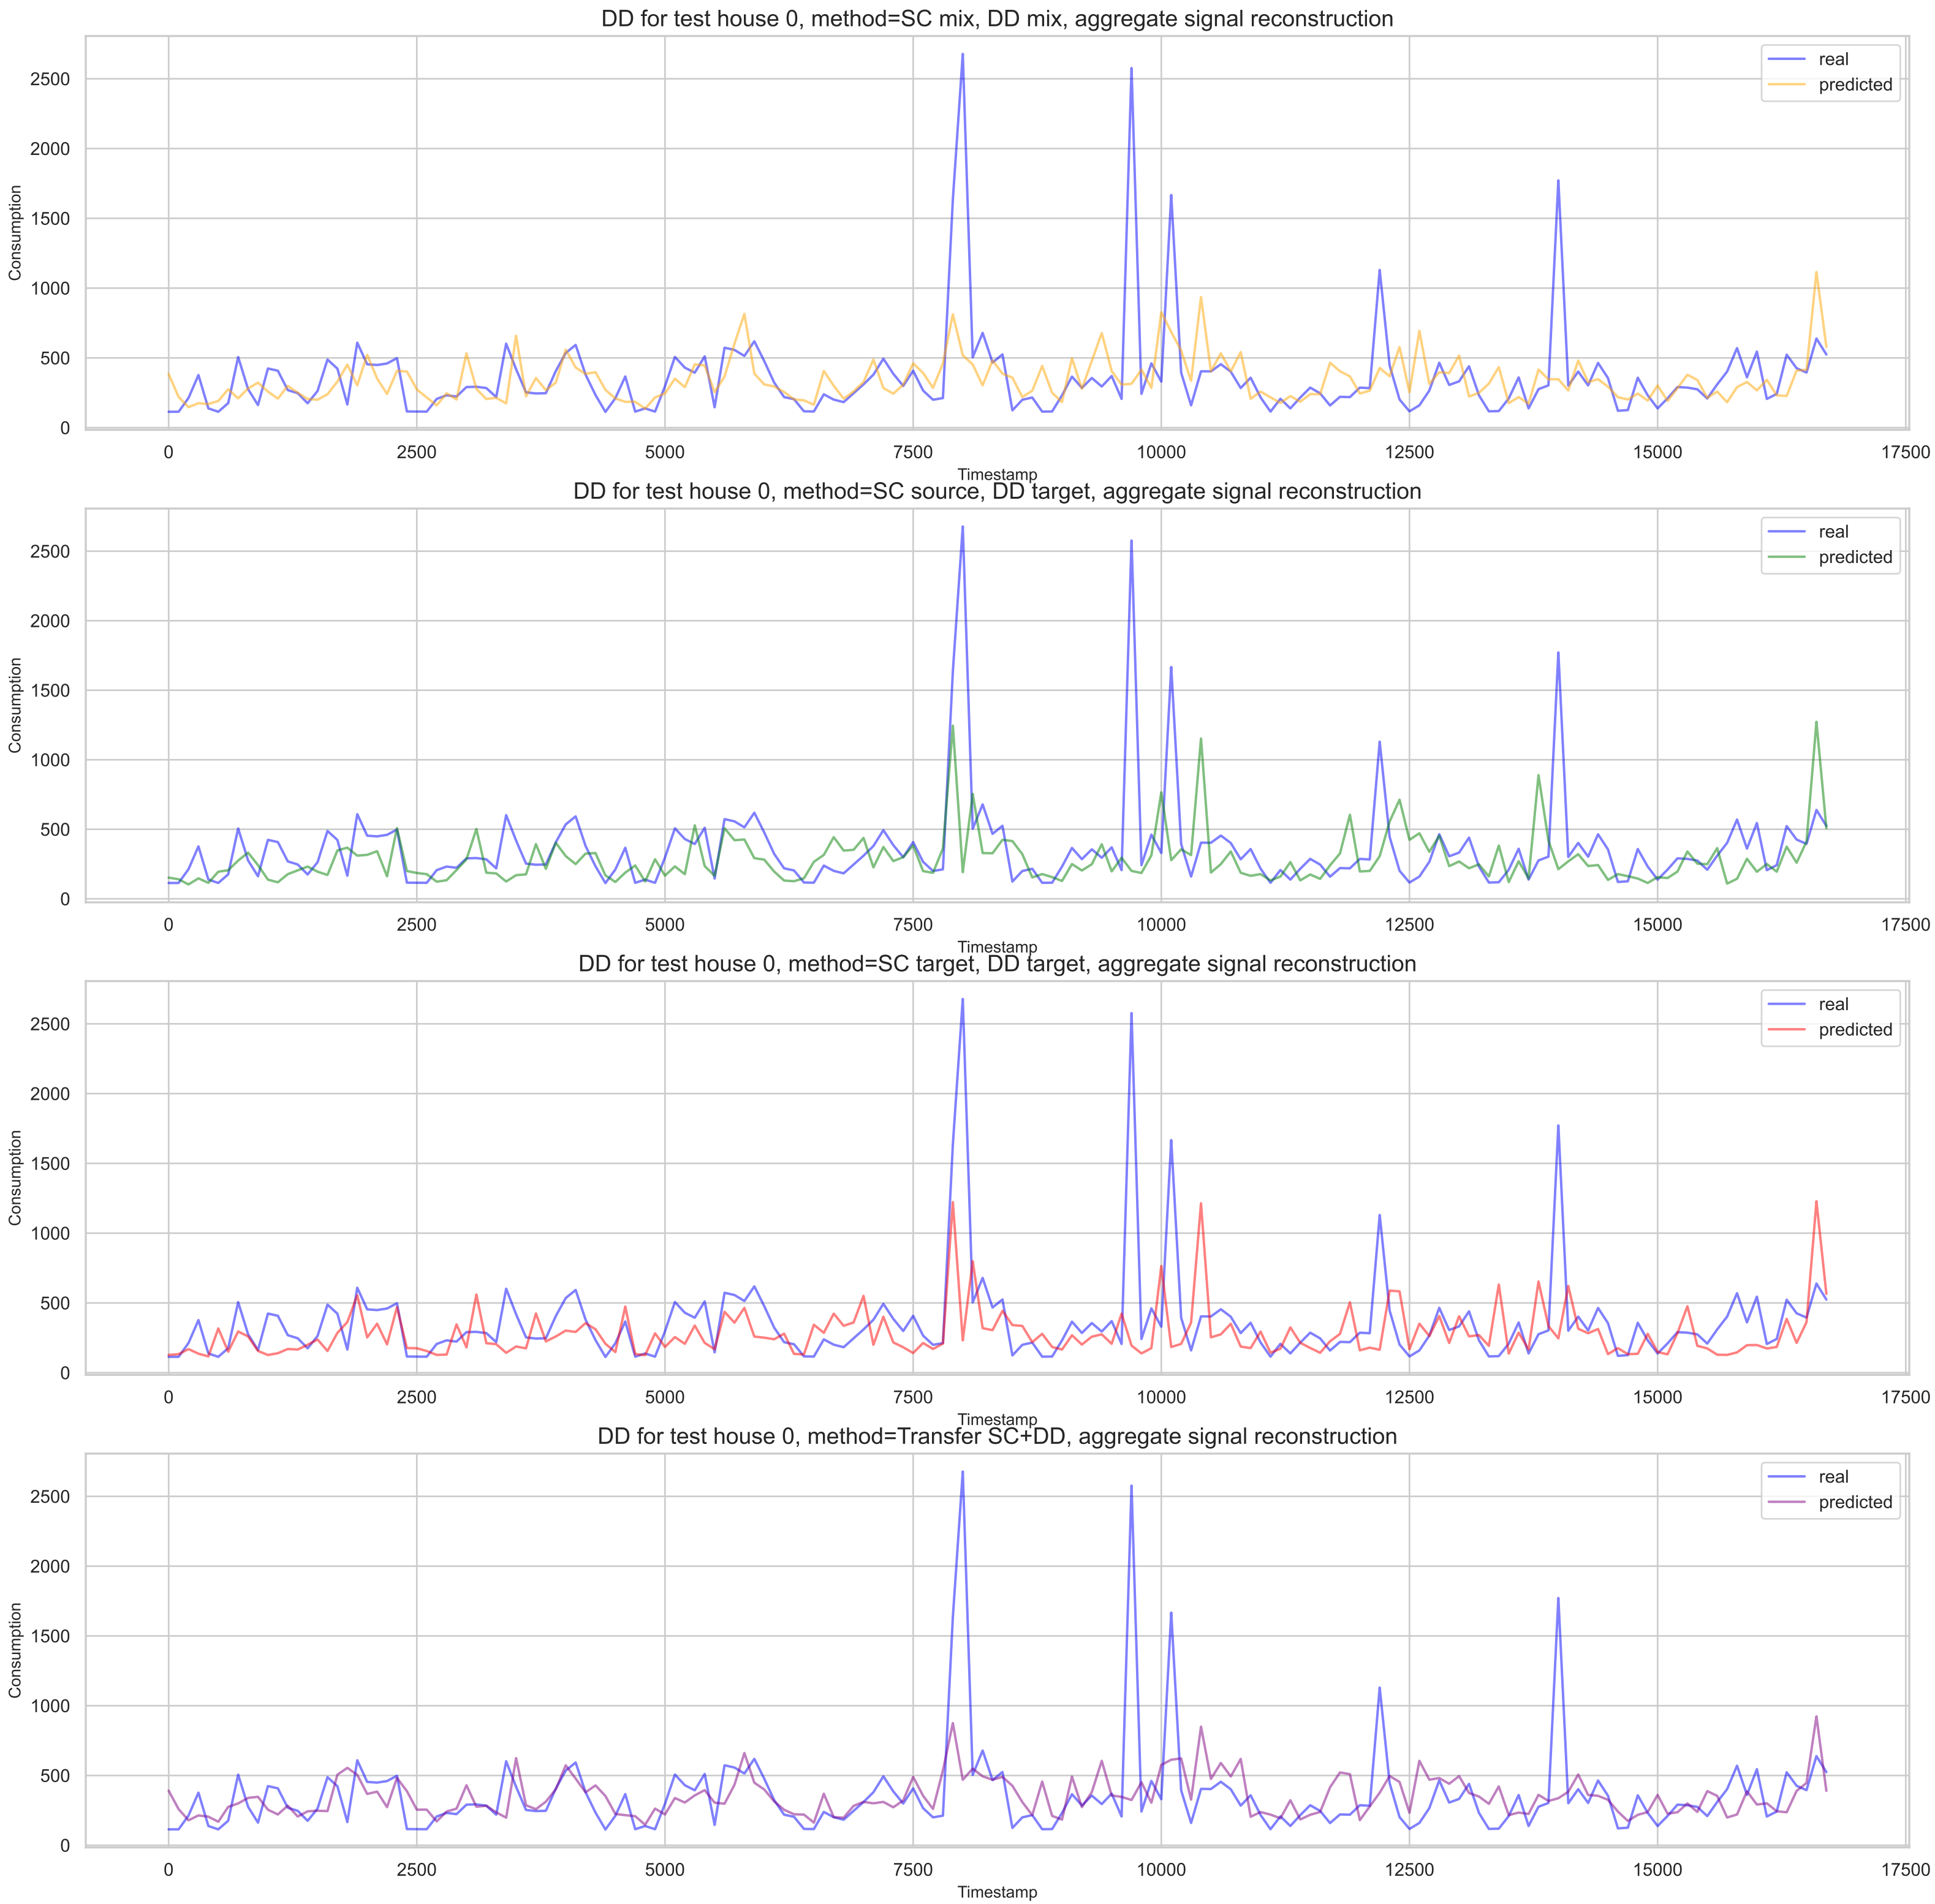 DD for test house 0, method=SC mix, DD mix, aggregate signal reconstruction
real
predicted
2500
2000
1500
1000
500
0
Consumption
0 2500 5000 7500 10000 12500 15000 17500
Timestamp
DD for test house 0, method=SC source, DD target, aggregate signal reconstruction
real
predicted
2500
2000
1500
1000
500
0
Consumption
0 2500 5000 7500 10000 12500 15000 17500
Timestamp
DD for test house 0, method=SC target, DD target, aggregate signal reconstruction
real
predicted
2500
2000
1500
1000
500
0
Consumption
0 2500 5000 7500 10000 12500 15000 17500
Timestamp
DD for test house 0, method=Transfer SC+DD, aggregate signal reconstruction
real
predicted
2500
2000
1500
1000
500
0
Consumption
0 2500 5000 7500 10000 12500 15000 17500
Timestamp